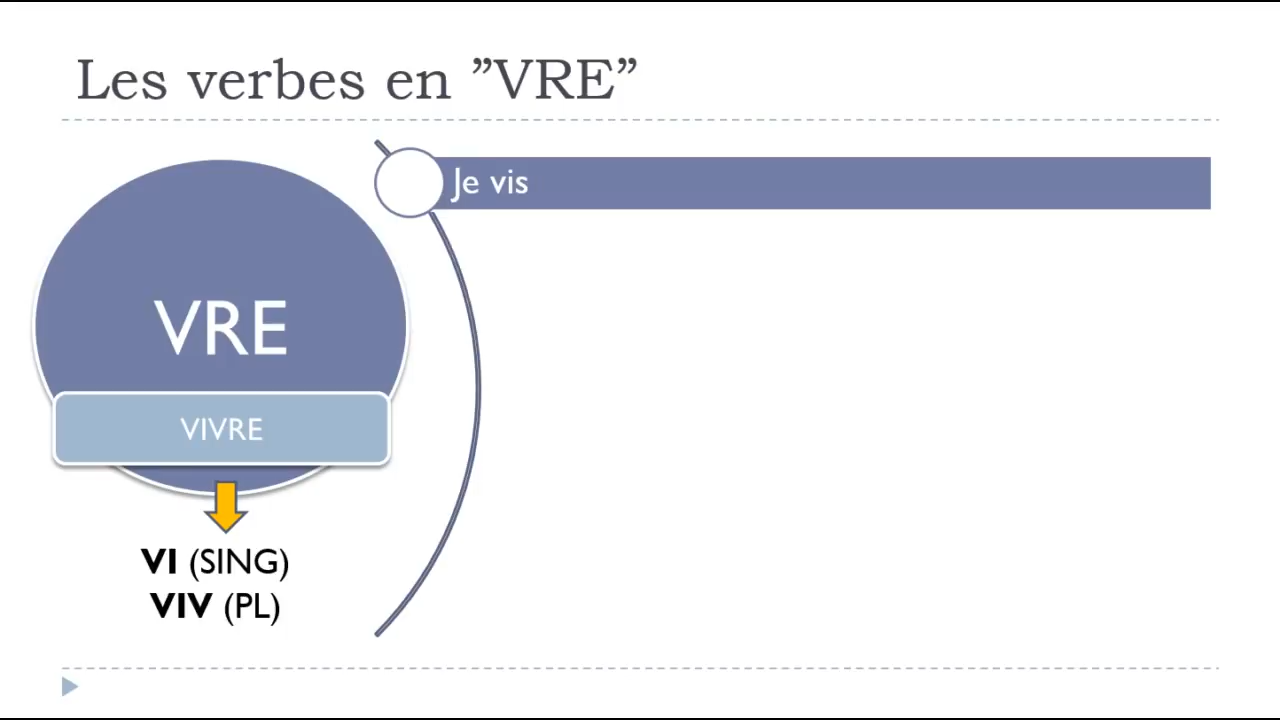 Les verbes en ”VRE”
Je vis
VRE
VIVRE
VI (SING)
VIV (PL)